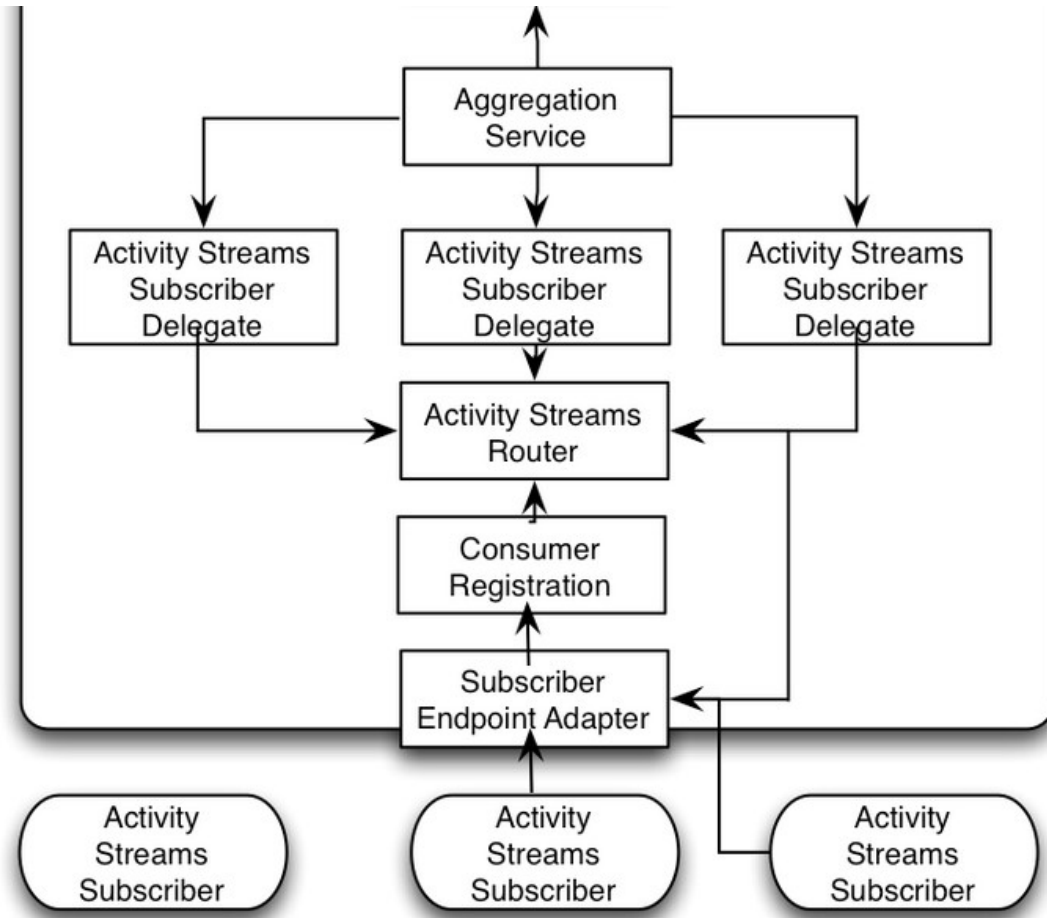 Aggregation
Service
Activity Streams
Subscriber
Delegate
Activity Streams
Subscriber
Delegate
Activity Streams
Subscriber
Delegate
Activity Streams
Router
Consumer
Registration
Subscriber
Endpoint Adapter
Activity
Streams
Subscriber
Activity
Streams
Subscriber
Activity
Streams
Subscriber